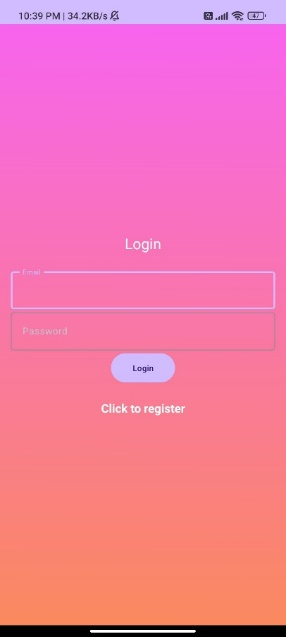 10:39 PM | 34.2KB/s
47
Login
Email
Password
Login
Click to register